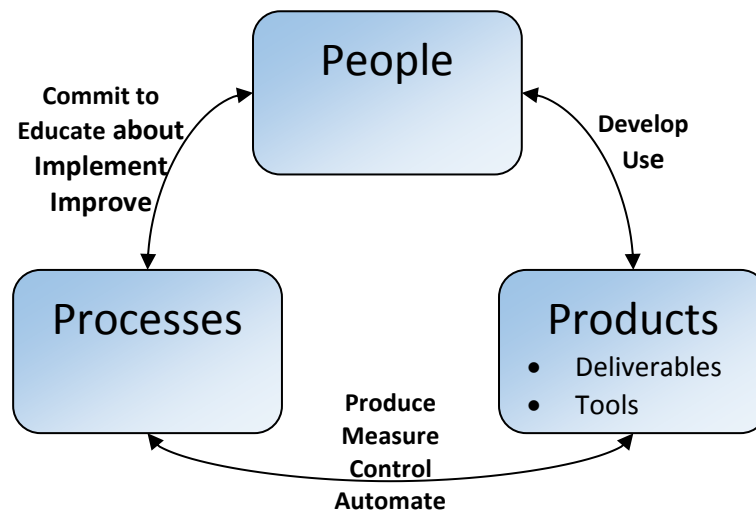 People
Commit to
Educate about
Implement
Improve
Develop
Use
Processes
Products
• Deliverables
• Tools
Produce
Measure
Control
Automate